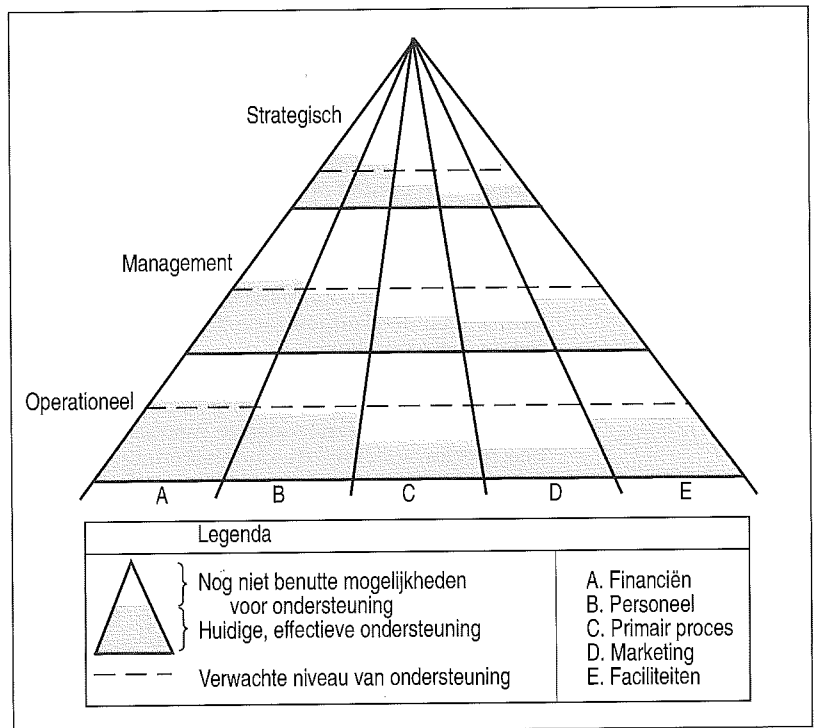 Strategisch
Management
Operationeel
A B C D E
Legenda
Nog niet benutte mogelijkheden
voor ondersteuning
Huidige, effectieve ondersteuning
Verwachte niveau van ondersteuning
A. Financiën
B. Personeel
C. Primair proces
D. Marketing
E. Faciliteiten